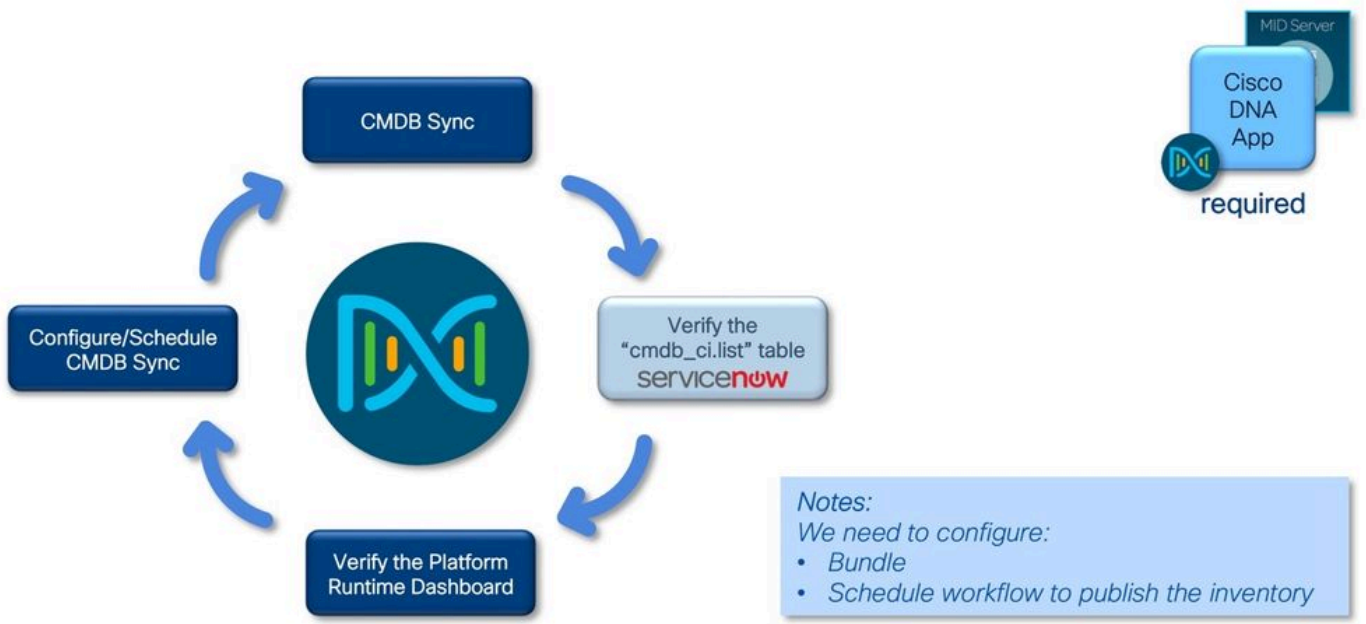 CMDB Sync
MID Server
Cisco
DNA
App
required
Configure/Schedule
CMDB Sync
Verify the
“cmdb_ci.list” table
servicenow
Verify the Platform
Runtime Dashboard
Notes:
We need to configure:
• Bundle
• Schedule workflow to publish the inventory